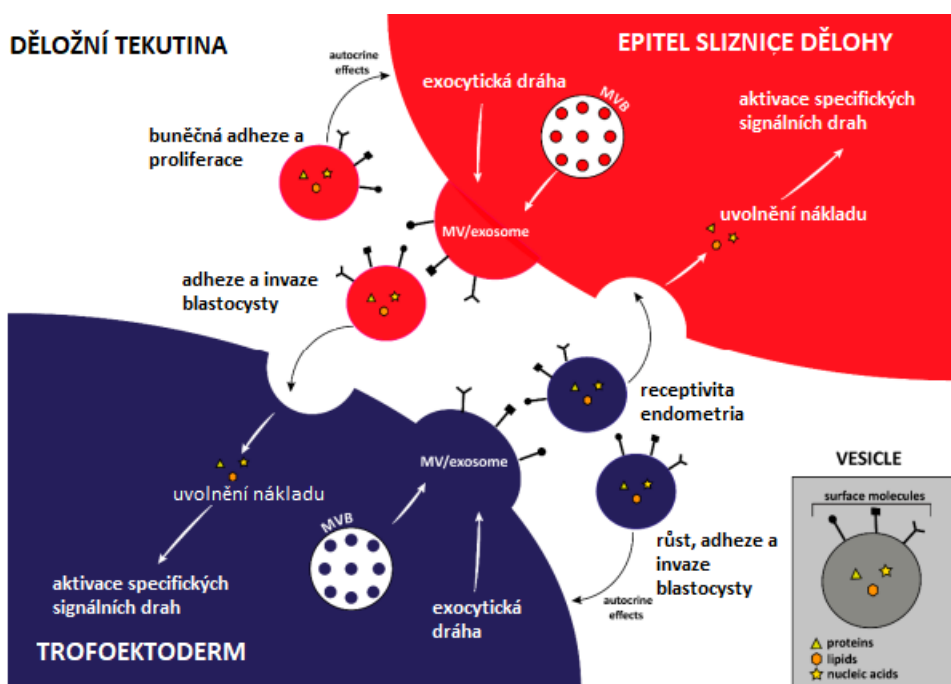 DĚLOŽNÍ TEKUTINA
EPITEL SLIZNICE DĚLOHY
autocrine
effects
exocytická dráha
MVB
aktivace specifických
signálních drah
buněčná adheze a
proliferace
uvolnění nákladu
MV/exosome
adheze a invaze
blastocysty
receptivita
endometria
MV/exosome
uvolnění nákladu
MVB
aktivace specifických
signálních drah
exocytická
dráha
růst, adheze a
invaze
blastocysty
autocrine
effects
TROFOEKTODERM
VESICLE
surface molecules
proteins
lipids
nucleic acids